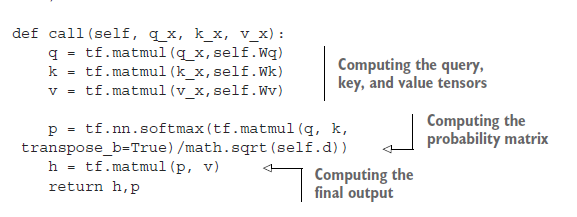 def call(self, q_x, k_x, v_x):
    q = tf.matmul(q_x,self.Wq)
    k = tf.matmul(k_x,self.Wk)
    v = tf.matmul(v_x,self.Wv)
Computing the query,
key, and value tensors
    p = tf.nn.softmax(tf.matmul(q, k,
transpose_b=True)/math.sqrt(self.d))
Computing the
probability matrix
    h = tf.matmul(p, v)
    return h,p
Computing the
final output